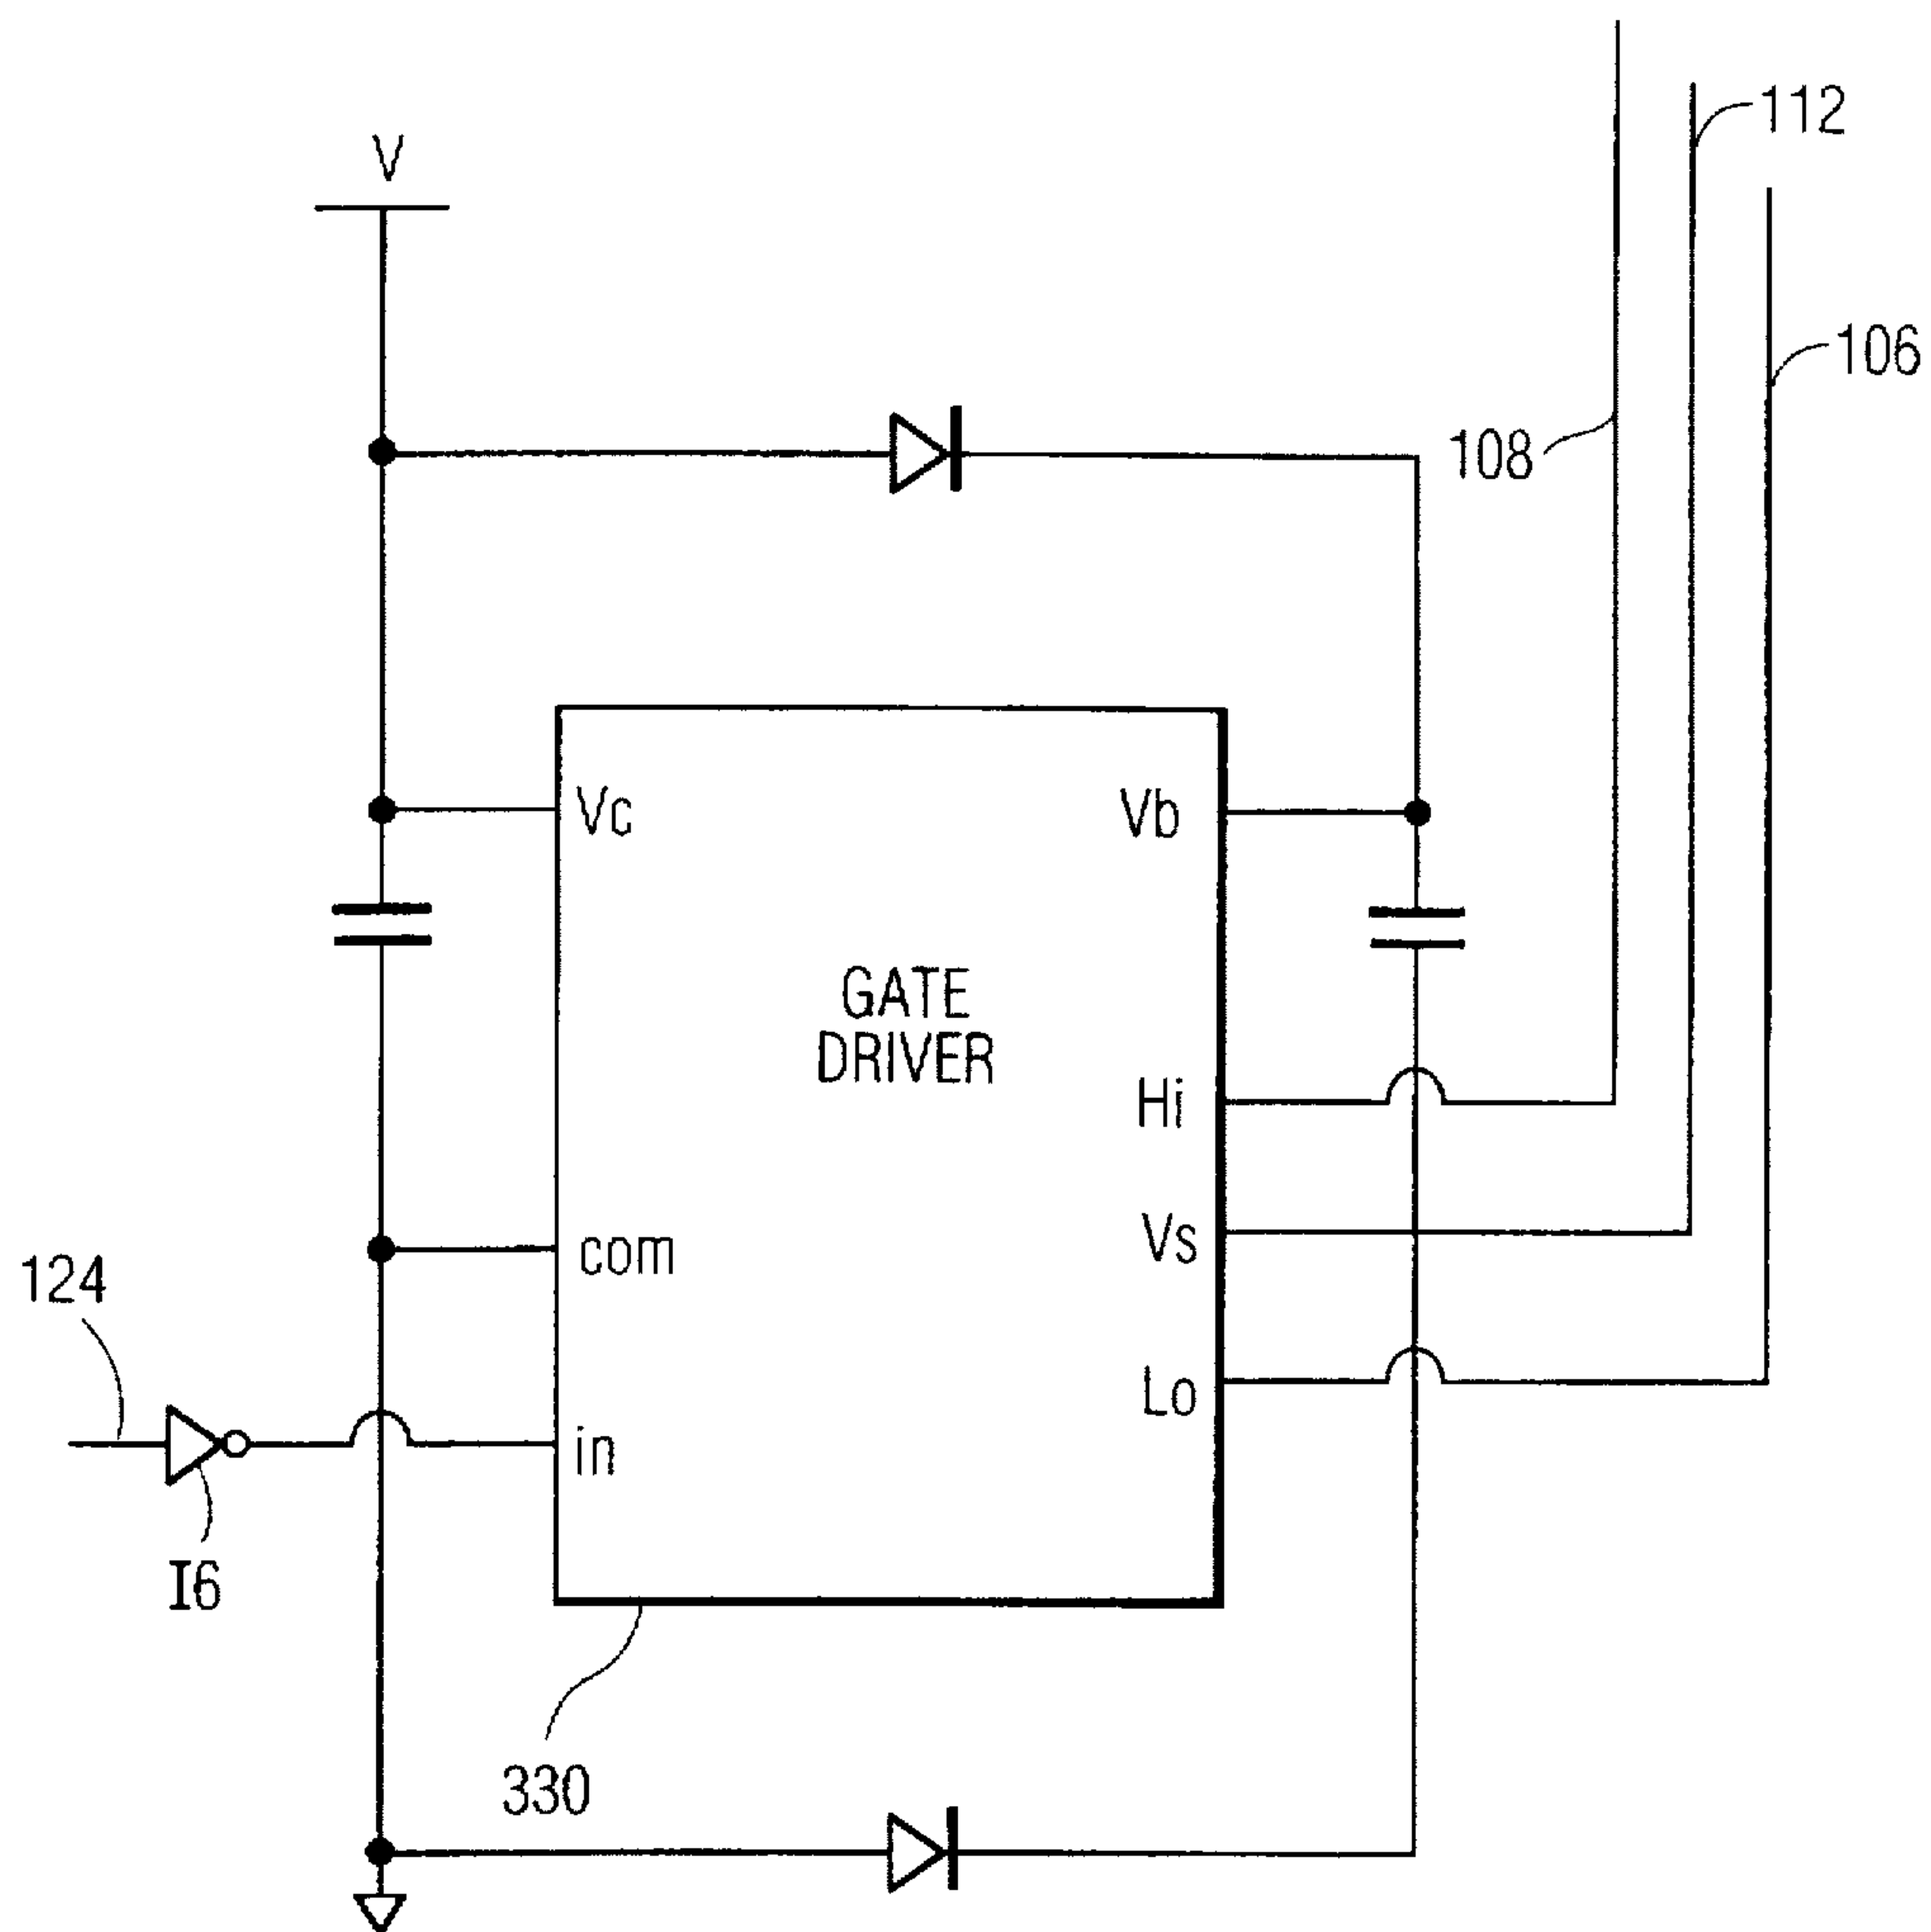 112
V
106
108
Vc
Vb
GATE
DRIVER
Hi
Vs
com
124
Lo
in
I6
330